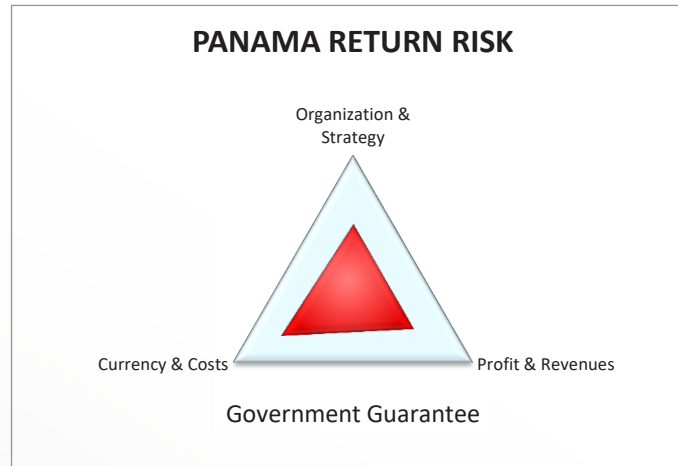 PANAMA RETURN RISK
Organization &
Strategy
Currency & Costs
Profit & Revenues
Government Guarantee